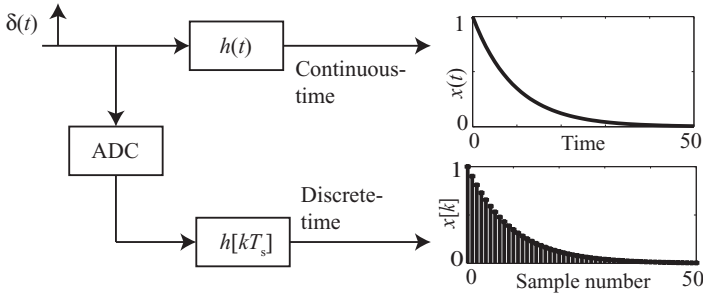 δ(t)
h(t)
Continuous-
time
1
x(t)
0
0
50
Time
ADC
h[kTs]
Discrete-
time
1
x[k]
0
0
50
Sample number